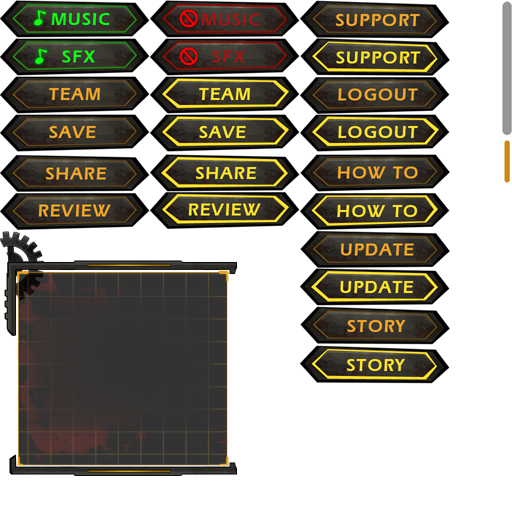 MUSIC
MUSIC
SUPPORT
SFX
SFX
SUPPORT
TEAM
TEAM
LOGOUT
SAVE
SAVE
LOGOUT
SHARE
SHARE
HOW TO
REVIEW
REVIEW
HOW TO
UPDATE
UPDATE
STORY
STORY